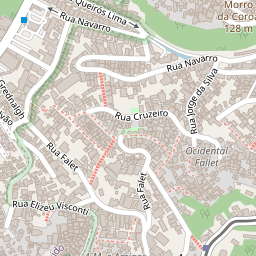 Queirós Lima
Rua Navarro
Morro
da Coroa
128 m
Rua Navarro
Rua Jorge da Silva
Rua Cruzeiro
Rua Falet
Ocidental
Fallet
Rua Falet
Rua Elizeu Visconti